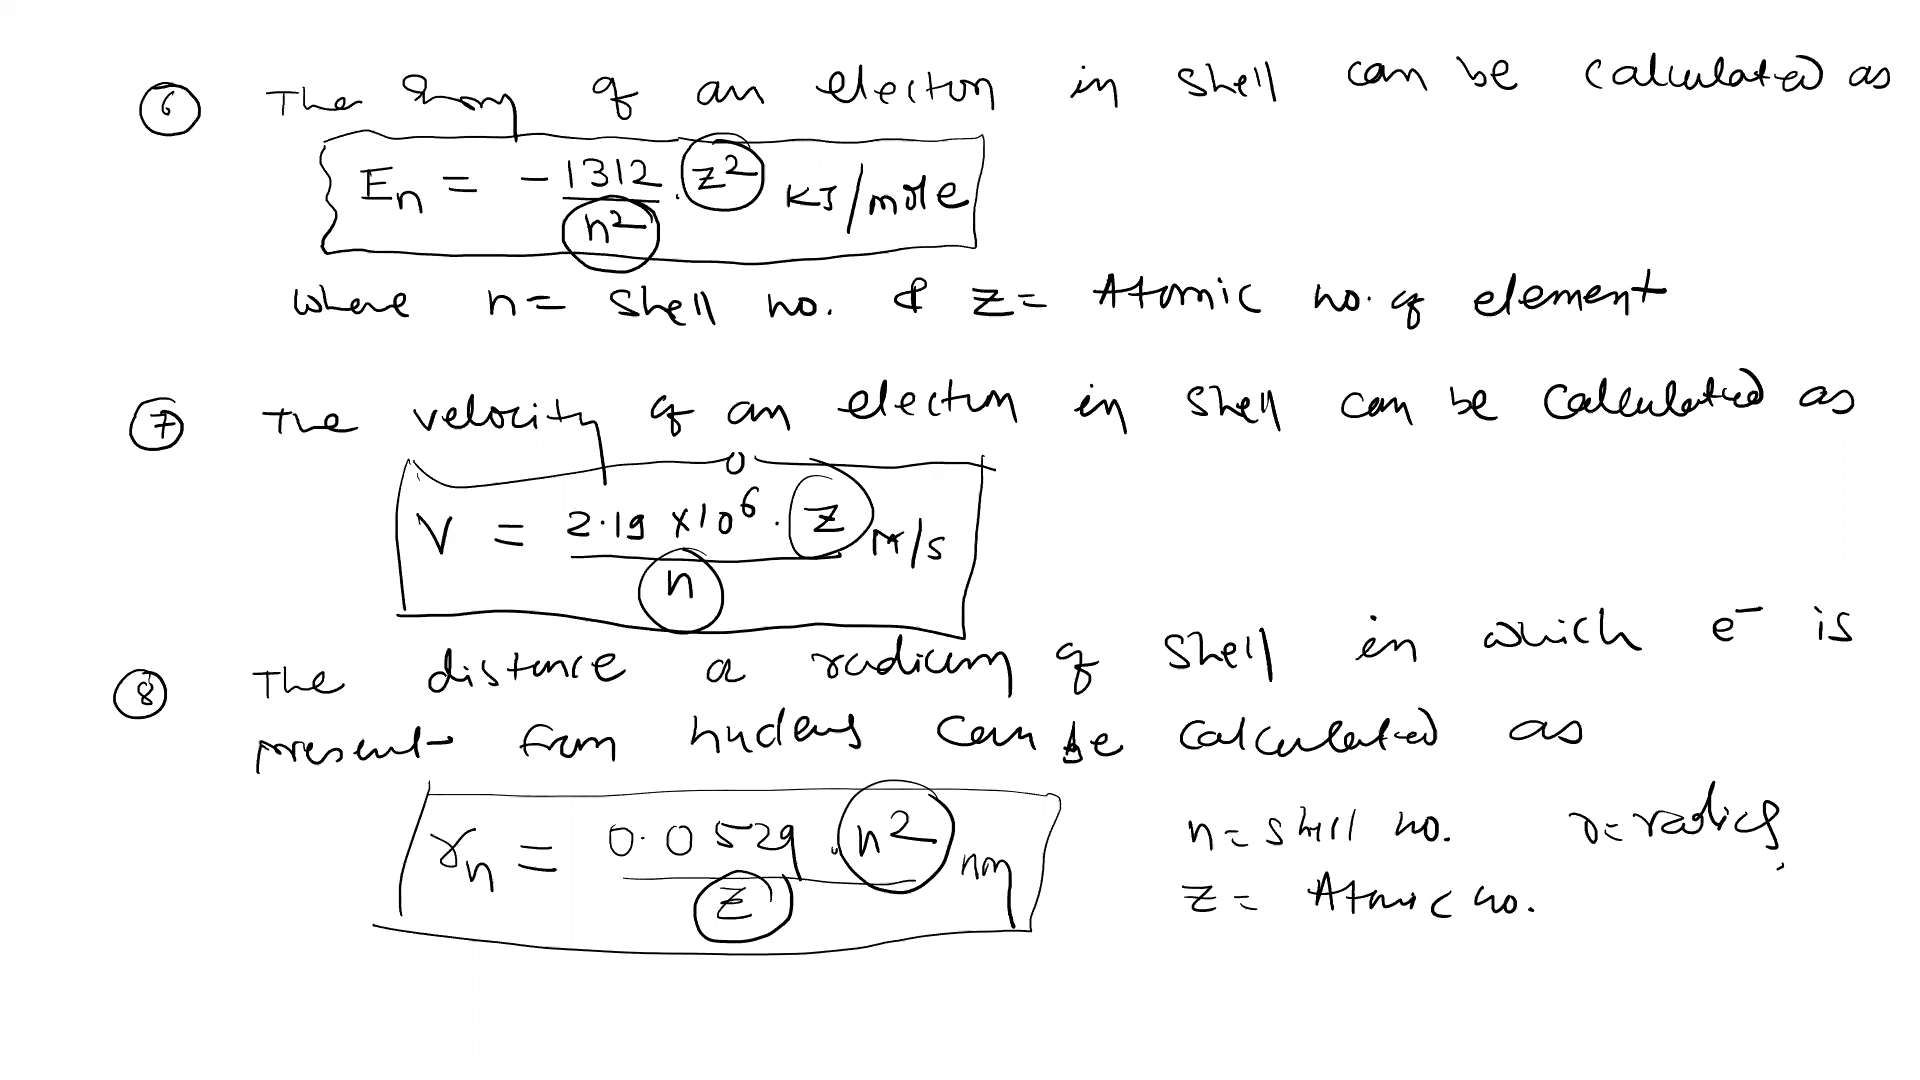 ⑥ The Energy of an electron in shell can be calculated as
En = -1312/n² . z² KJ/mole
where n = shell no. & z = Atomic no. of element
⑦ The velocity of an electron in shell can be calculated as
V = 2.19 × 10⁶ . z / n m/s
⑧ The distance or radius of shell in which e⁻ is
present from nucleus can be calculated as
rn = 0.0529 . n² / z nm
n = shell no. r = radius
z = Atomic no.